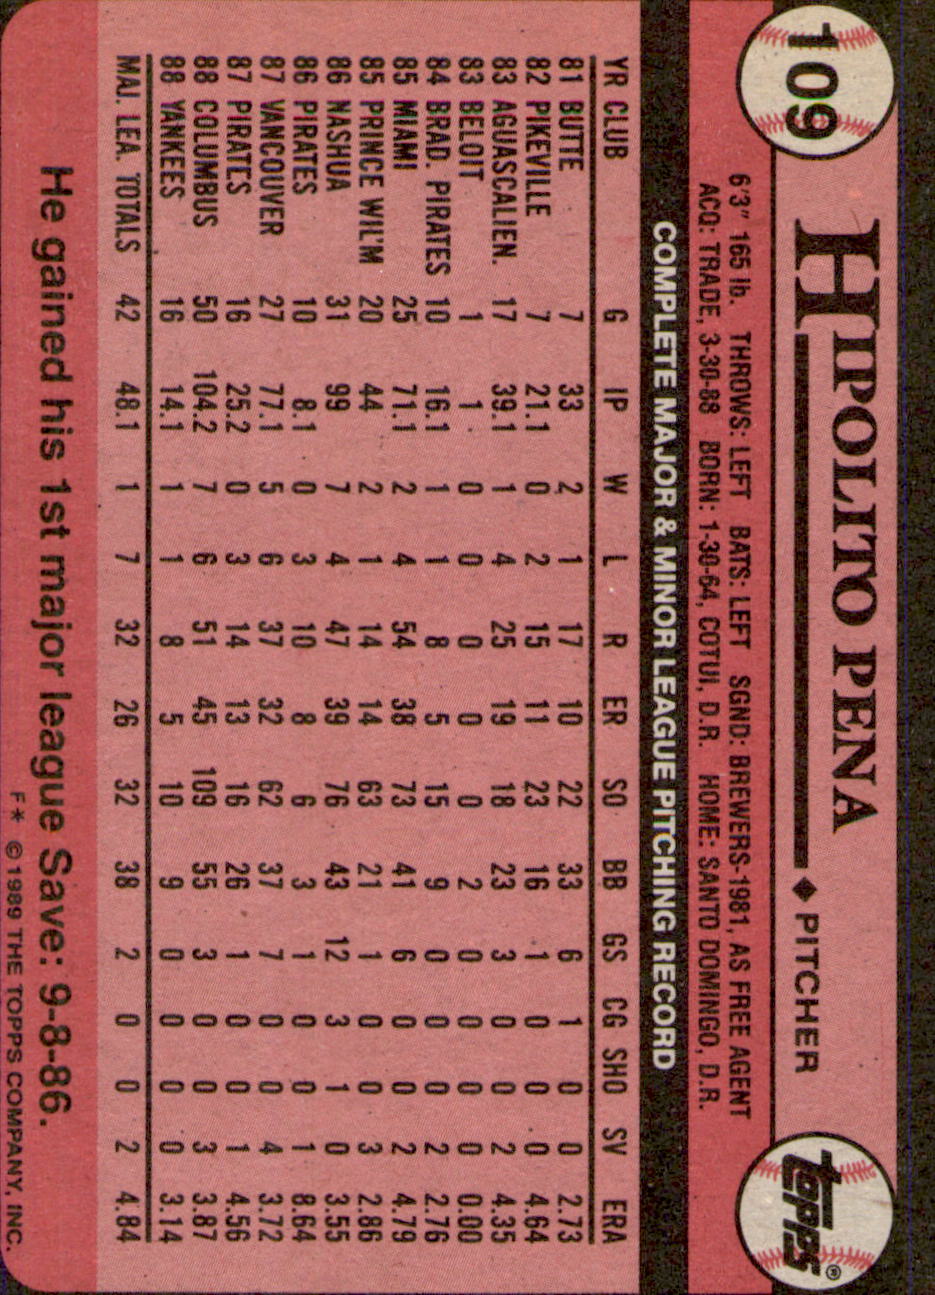 109
HIPOLITO PENA ◆ PITCHER
topps®
6'3" 165 lb. THROWS: LEFT BATS: LEFT SGND: BREWERS-1981, AS FREE AGENT
ACQ: TRADE, 3-30-88 BORN: 1-30-64, COTUI, D.R. HOME: SANTO DOMINGO, D.R.
COMPLETE MAJOR & MINOR LEAGUE PITCHING RECORD
YR CLUB G IP W L R ER SO BB GS CG SHO SV ERA
81 BUTTE 7 33 2 1 17 10 22 33 6 1 0 0 2.73
82 PIKEVILLE 7 21.1 0 2 15 11 23 16 1 0 0 0 4.64
83 AGUASCALIEN. 17 39.1 1 4 25 19 18 23 3 0 0 2 4.35
83 BELOIT 1 1 0 0 0 0 0 2 0 0 0 0 0.00
84 BRAD. PIRATES 10 16.1 1 1 8 5 15 9 0 0 0 2 2.76
85 MIAMI 25 71.1 2 4 54 38 73 41 6 0 0 2 4.79
85 PRINCE WIL'M 20 44 2 1 14 14 63 21 1 0 0 3 2.86
86 NASHUA 31 99 7 4 47 39 76 43 12 3 1 0 3.55
86 PIRATES 10 8.1 0 3 10 8 6 3 1 0 0 1 8.64
87 VANCOUVER 27 77.1 5 6 37 32 62 37 7 0 0 4 3.72
87 PIRATES 16 25.2 0 3 14 13 16 26 1 0 0 1 4.56
88 COLUMBUS 50 104.2 7 6 51 45 109 55 3 0 0 3 3.87
88 YANKEES 16 14.1 1 1 8 5 10 9 0 0 0 0 3.14
MAJ. LEA. TOTALS 42 48.1 1 7 32 26 32 38 2 0 0 2 4.84
He gained his 1st major league Save: 9-8-86.
F* © 1989 THE TOPPS COMPANY, INC.